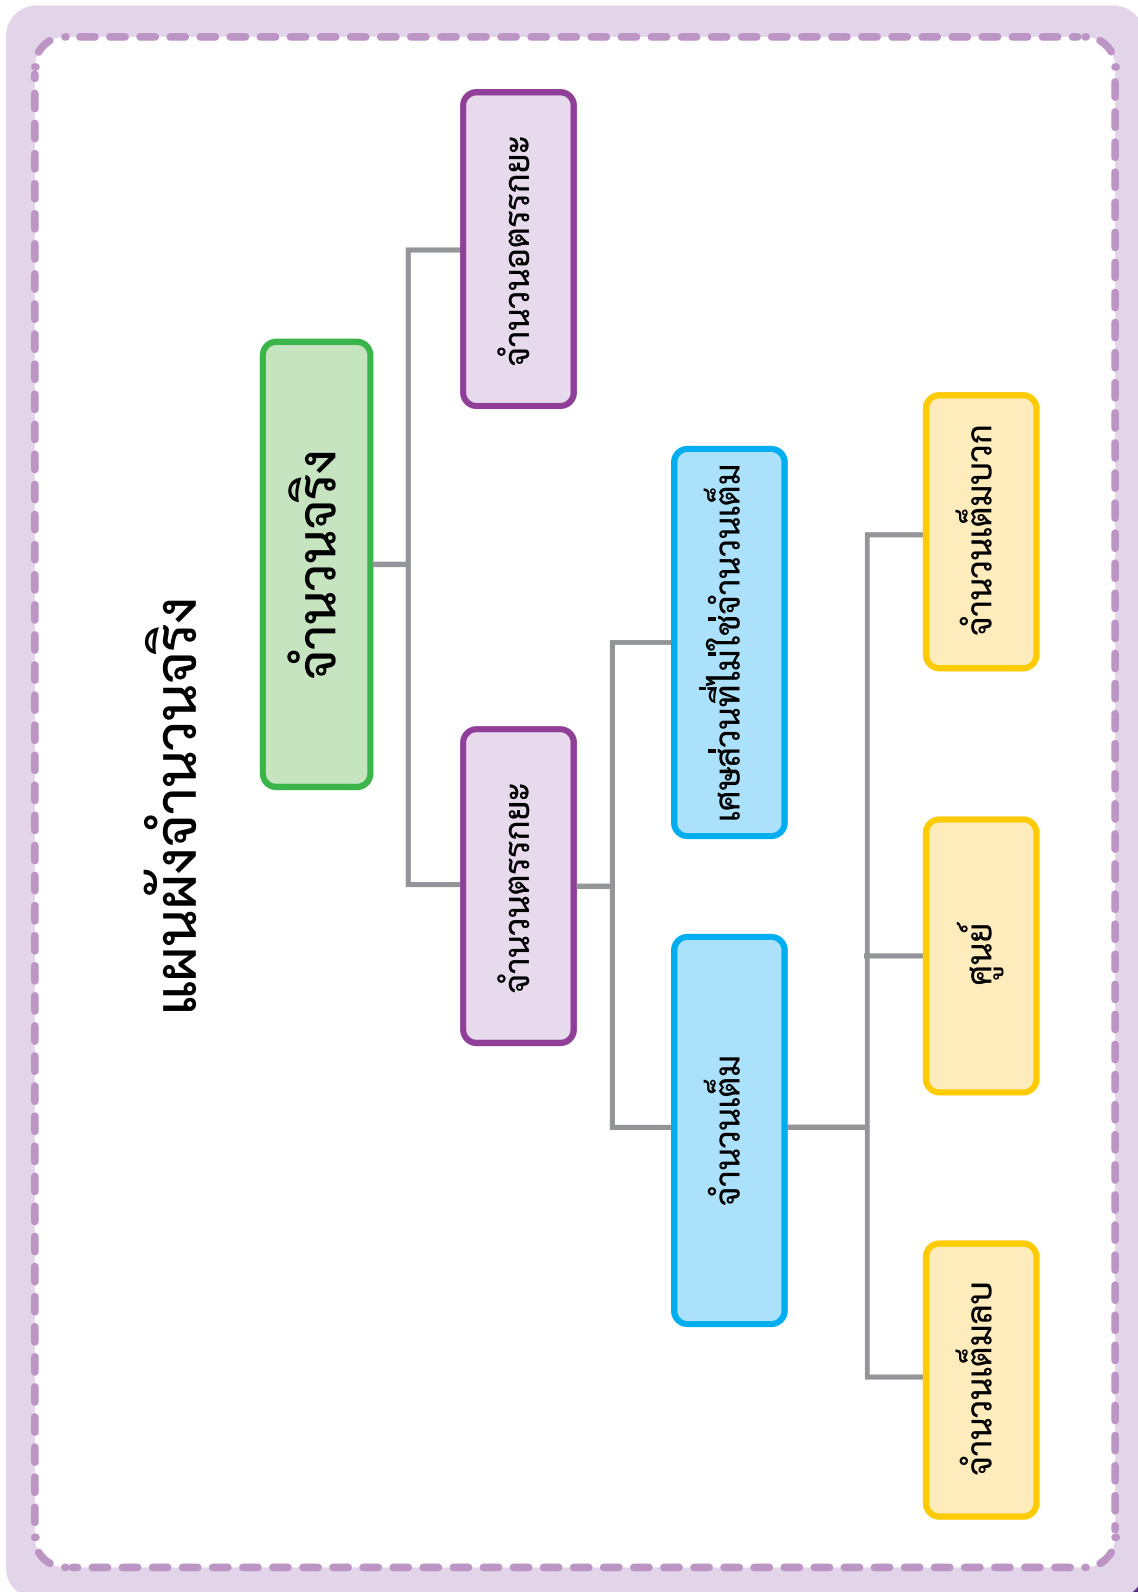 แผนผังจำนวนจริง
จำนวนจริง
จำนวนตรรกยะ
จำนวนอตรรกยะ
จำนวนเต็ม
เศษส่วนที่ไม่ใช่จำนวนเต็ม
จำนวนเต็มลบ
ศูนย์
จำนวนเต็มบวก